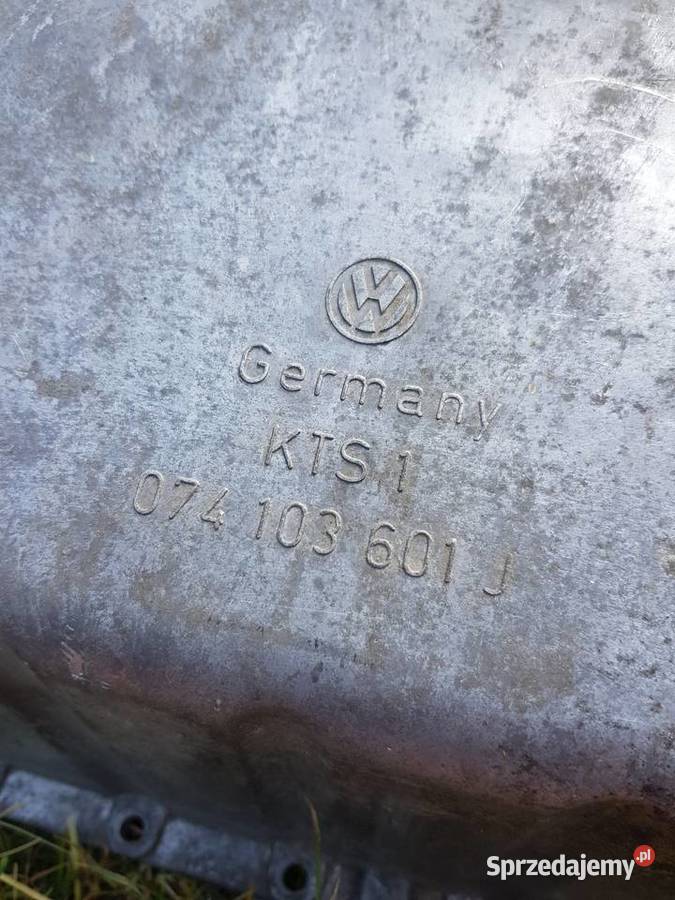 VW
Germany
KTS 1
074 103 601 J
Sprzedajemy.pl